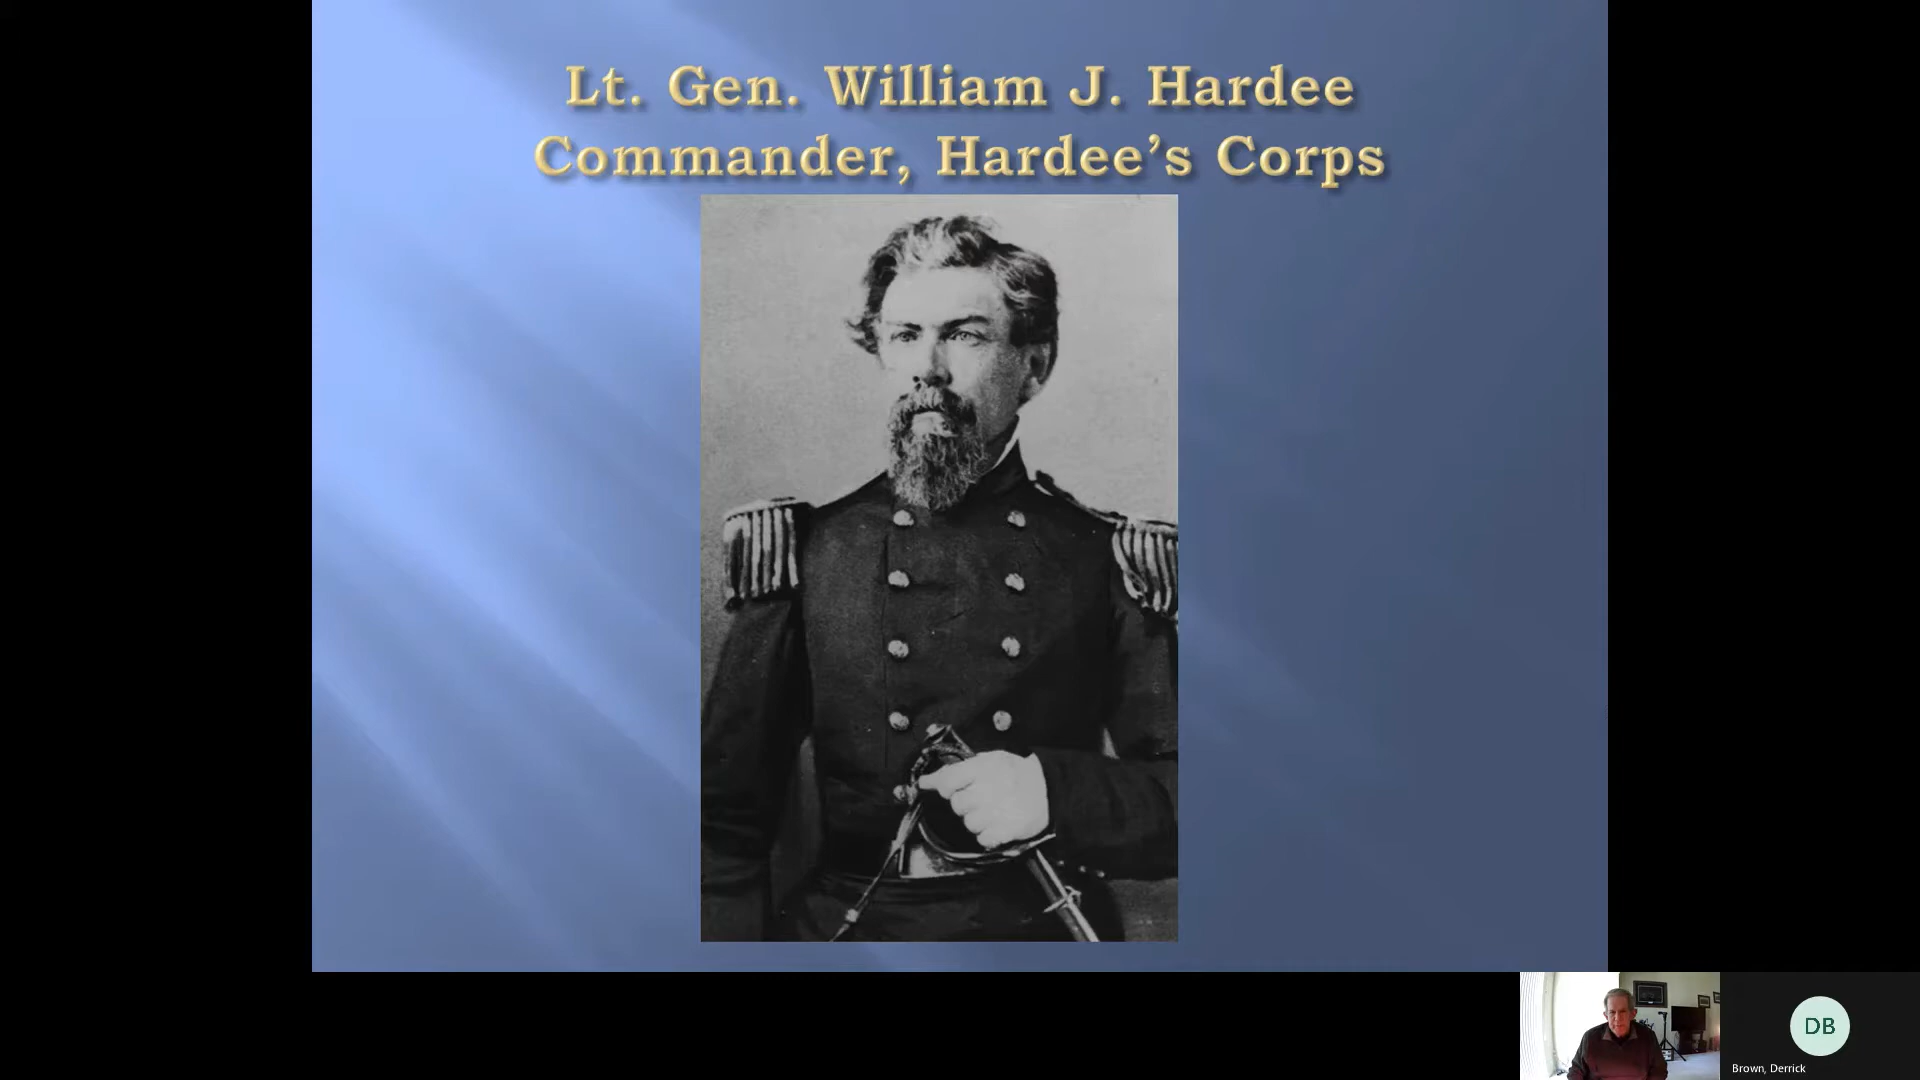 Lt. Gen. William J. Hardee
Commander, Hardee’s Corps
DB
Brown, Derrick